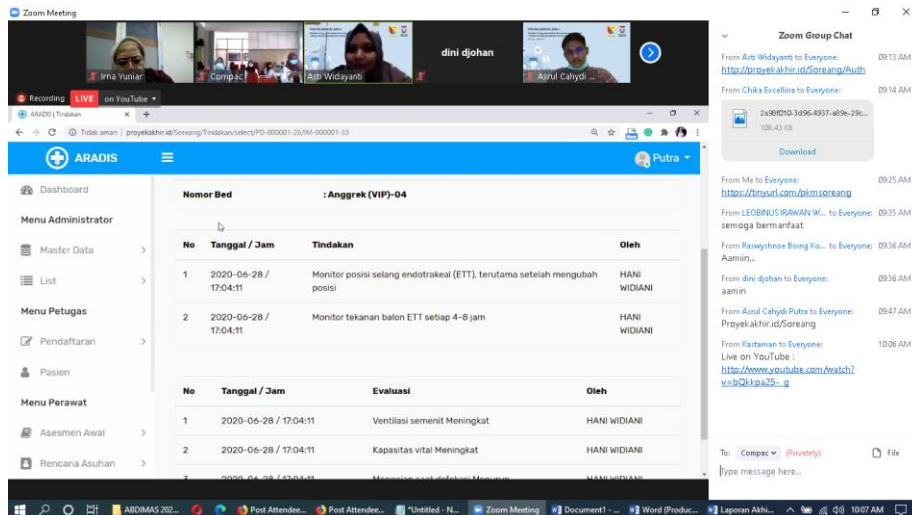 Zoom Meeting
Irna Yuniar
Compac
Asti Widayanti
dini djohan
Asrul Cahydi ...
Recording LIVE on YouTube
ARADIS | Tindakan
Tidak aman | proyekakhir.id/Soreang/Tindakan/select/PD-000001-26/IM-000001-33
ARADIS
Putra
Dashboard
Menu Administrator
Master Data
List
Menu Petugas
Pendaftaran
Pasien
Menu Perawat
Asesmen Awal
Rencana Asuhan
Nomor Bed : Anggrek (VIP)-04
No Tanggal / Jam Tindakan Oleh
1 2020-06-28 / 17:04:11 Monitor posisi selang endotrakeal (ETT), terutama setelah mengubah posisi HANI WIDIANI
2 2020-06-28 / 17:04:11 Monitor tekanan balon ETT setiap 4-8 jam HANI WIDIANI
No Tanggal / Jam Evaluasi Oleh
1 2020-06-28 / 17:04:11 Ventilasi semenit Meningkat HANI WIDIANI
2 2020-06-28 / 17:04:11 Kapasitas vital Meningkat HANI WIDIANI
Zoom Group Chat
From Asti Widayanti to Everyone: 09:13 AM
http://proyekakhir.id/Soreang/Auth
From Chika Excellina to Everyone: 09:14 AM
108.43 KB
Download
From Me to Everyone: 09:25 AM
https://tinyurl.com/pkmsoreang
From LEOBINUS IRAWAN W... to Everyone: 09:35 AM
semoga bermanfaat
From Raswyshnoe Boing Ko... to Everyone: 09:36 AM
Aamiin...
From dini djohan to Everyone: 09:36 AM
aamin
From Asrul Cahydi Putra to Everyone: 09:47 AM
Proyekakhir.id/Soreang
From Kastaman to Everyone: 10:06 AM
Live on YouTube :
http://www.youtube.com/watch?
v=bQkkpa25-_g
To: Compac (Privately) File
Type message here...
ABDIMAS 202...
Post Attendee...
Post Attendee...
*Untitled - N...
Zoom Meeting
Document1 - ...
Word (Produc...
Laporan Akhi...
10:07 AM